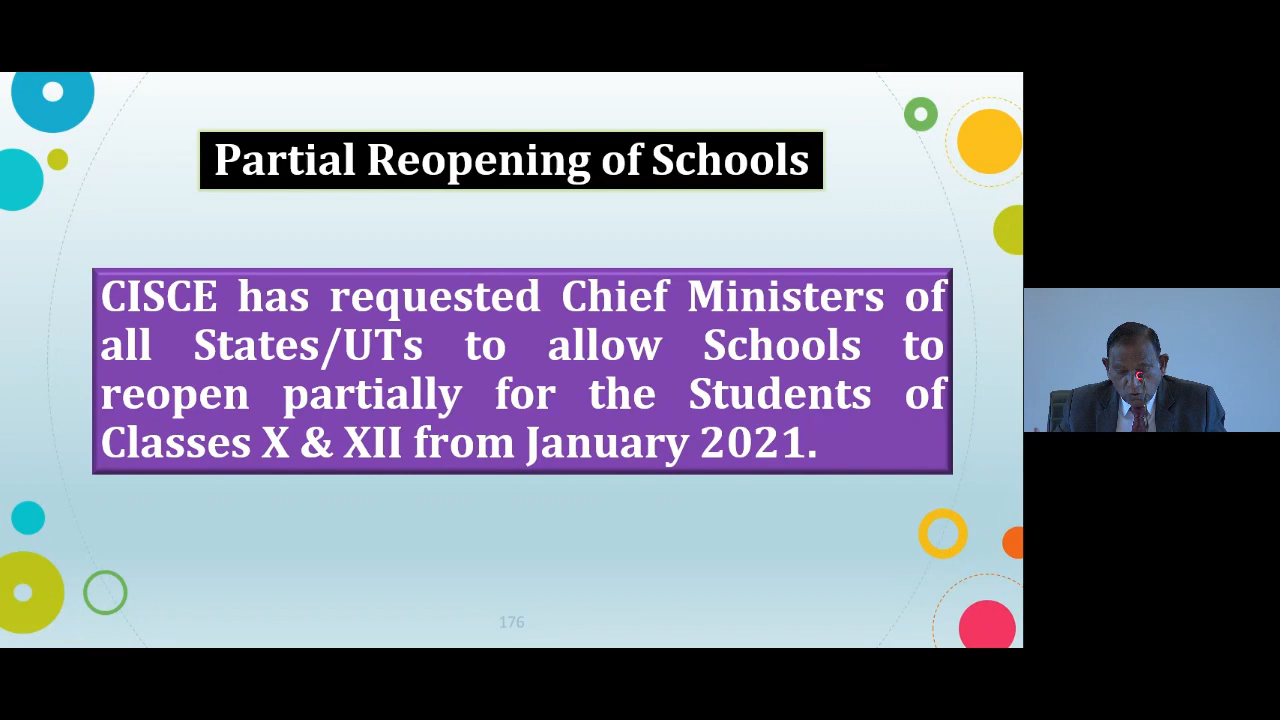 Partial Reopening of Schools
CISCE has requested Chief Ministers of
all States/UTs to allow Schools to
reopen partially for the Students of
Classes X & XII from January 2021.
176